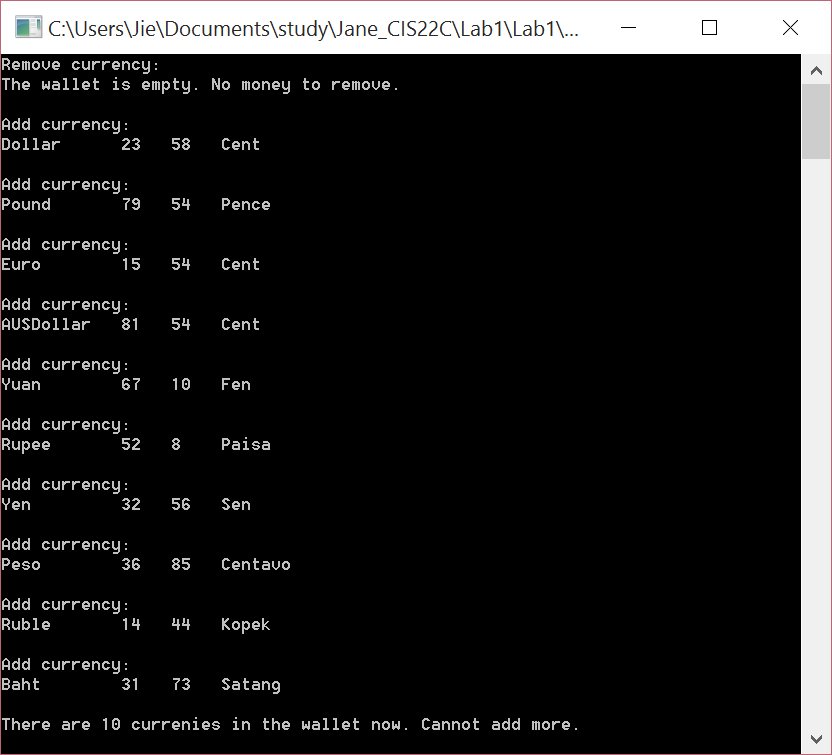 C:\Users\Jie\Documents\study\Jane_CIS22C\Lab1\Lab1\...
Remove currency:
The wallet is empty. No money to remove.
Add currency:
Dollar 23 58 Cent
Add currency:
Pound 79 54 Pence
Add currency:
Euro 15 54 Cent
Add currency:
AUSDollar 81 54 Cent
Add currency:
Yuan 67 10 Fen
Add currency:
Rupee 52 8 Paisa
Add currency:
Yen 32 56 Sen
Add currency:
Peso 36 85 Centavo
Add currency:
Ruble 14 44 Kopek
Add currency:
Baht 31 73 Satang
There are 10 currenies in the wallet now. Cannot add more.